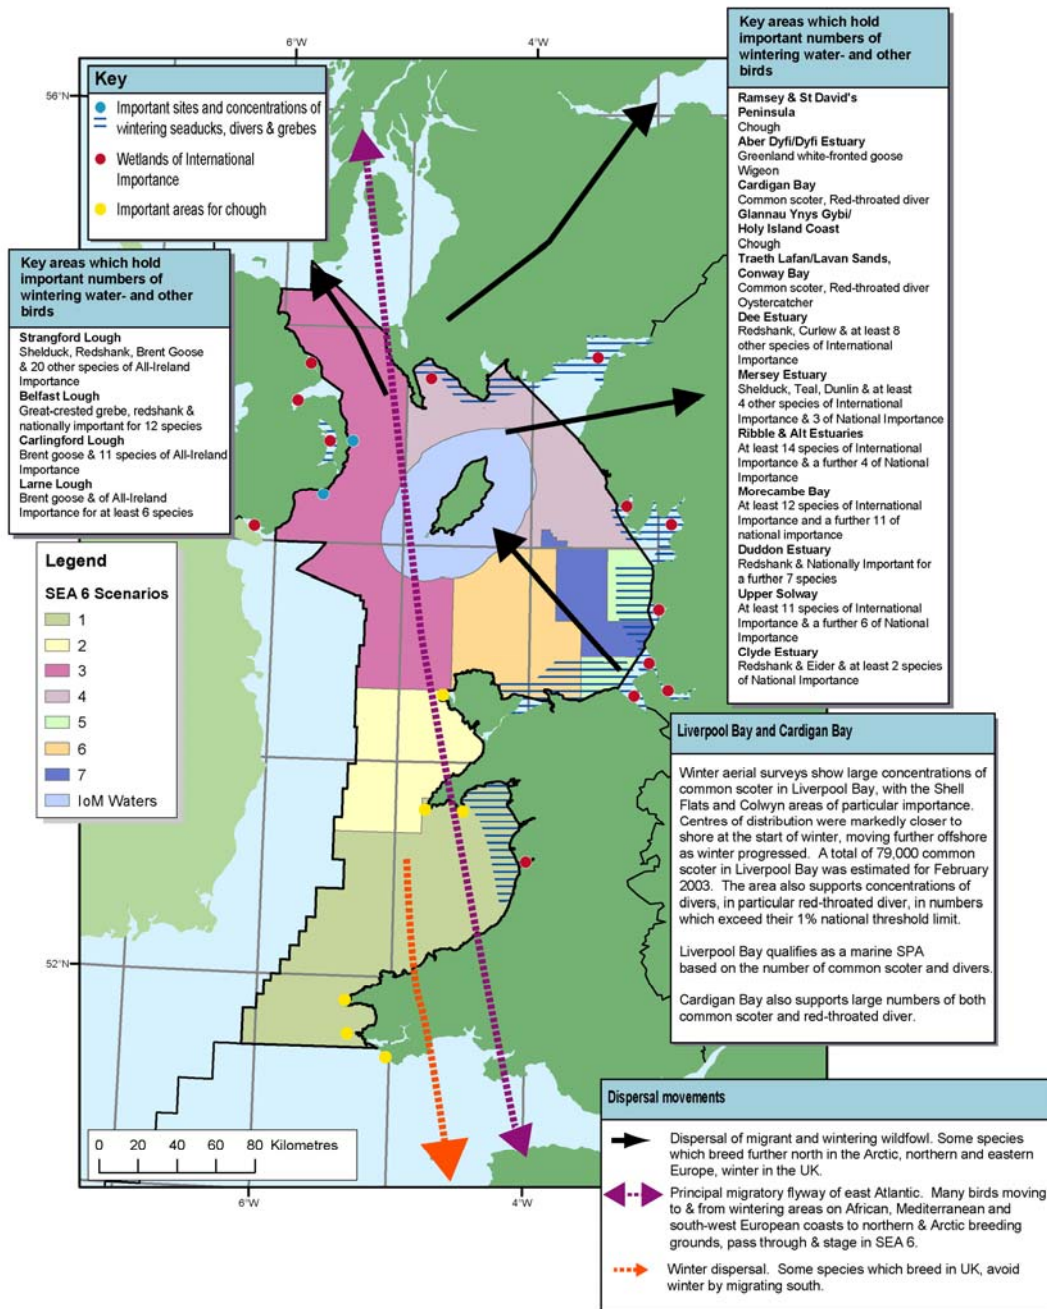 6°W
4°W
56°N
Key
Important sites and concentrations of
wintering seaducks, divers & grebes
Wetlands of International
Importance
Important areas for chough
Key areas which hold
important numbers of
wintering water- and other
birds
Strangford Lough
Shelduck, Redshank, Brent Goose
& 20 other species of All-Ireland
Importance
Belfast Lough
Great-crested grebe, redshank &
nationally important for 12 species
Carlingford Lough
Brent goose & 11 species of All-Ireland
Importance
Larne Lough
Brent goose & of All-Ireland
Importance for at least 6 species
Legend
SEA 6 Scenarios
1
2
3
4
5
6
7
IoM Waters
52°N
0 20 40 60 80 Kilometres
6°W
4°W
Key areas which hold
important numbers of
wintering water- and other
birds
Ramsey & St David's
Peninsula
Chough
Aber Dyfi/Dyfi Estuary
Greenland white-fronted goose
Wigeon
Cardigan Bay
Common scoter, Red-throated diver
Glannau Ynys Gybi/
Holy Island Coast
Chough
Traeth Lafan/Lavan Sands,
Conway Bay
Common scoter, Red-throated diver
Oystercatcher
Dee Estuary
Redshank, Curlew & at least 8
other species of International
Importance
Mersey Estuary
Shelduck, Teal, Dunlin & at least
4 other species of International
Importance & 3 of National Importance
Ribble & Alt Estuaries
At least 14 species of International
Importance & a further 4 of National
Importance
Morecambe Bay
At least 12 species of International
Importance and a further 11 of
national importance
Duddon Estuary
Redshank & Nationally Important for
a further 7 species
Upper Solway
At least 11 species of International
Importance & a further 6 of National
Importance
Clyde Estuary
Redshank & Eider & at least 2 species
of National Importance
Liverpool Bay and Cardigan Bay
Winter aerial surveys show large concentrations of
common scoter in Liverpool Bay, with the Shell
Flats and Colwyn areas of particular importance.
Centres of distribution were markedly closer to
shore at the start of winter, moving further offshore
as winter progressed. A total of 79,000 common
scoter in Liverpool Bay was estimated for February
2003. The area also supports concentrations of
divers, in particular red-throated diver, in numbers
which exceed their 1% national threshold limit.
Liverpool Bay qualifies as a marine SPA
based on the number of common scoter and divers.
Cardigan Bay also supports large numbers of both
common scoter and red-throated diver.
Dispersal movements
Dispersal of migrant and wintering wildfowl. Some species
which breed further north in the Arctic, northern and eastern
Europe, winter in the UK.
Principal migratory flyway of east Atlantic. Many birds moving
to & from wintering areas on African, Mediterranean and
south-west European coasts to northern & Arctic breeding
grounds, pass through & stage in SEA 6.
Winter dispersal. Some species which breed in UK, avoid
winter by migrating south.